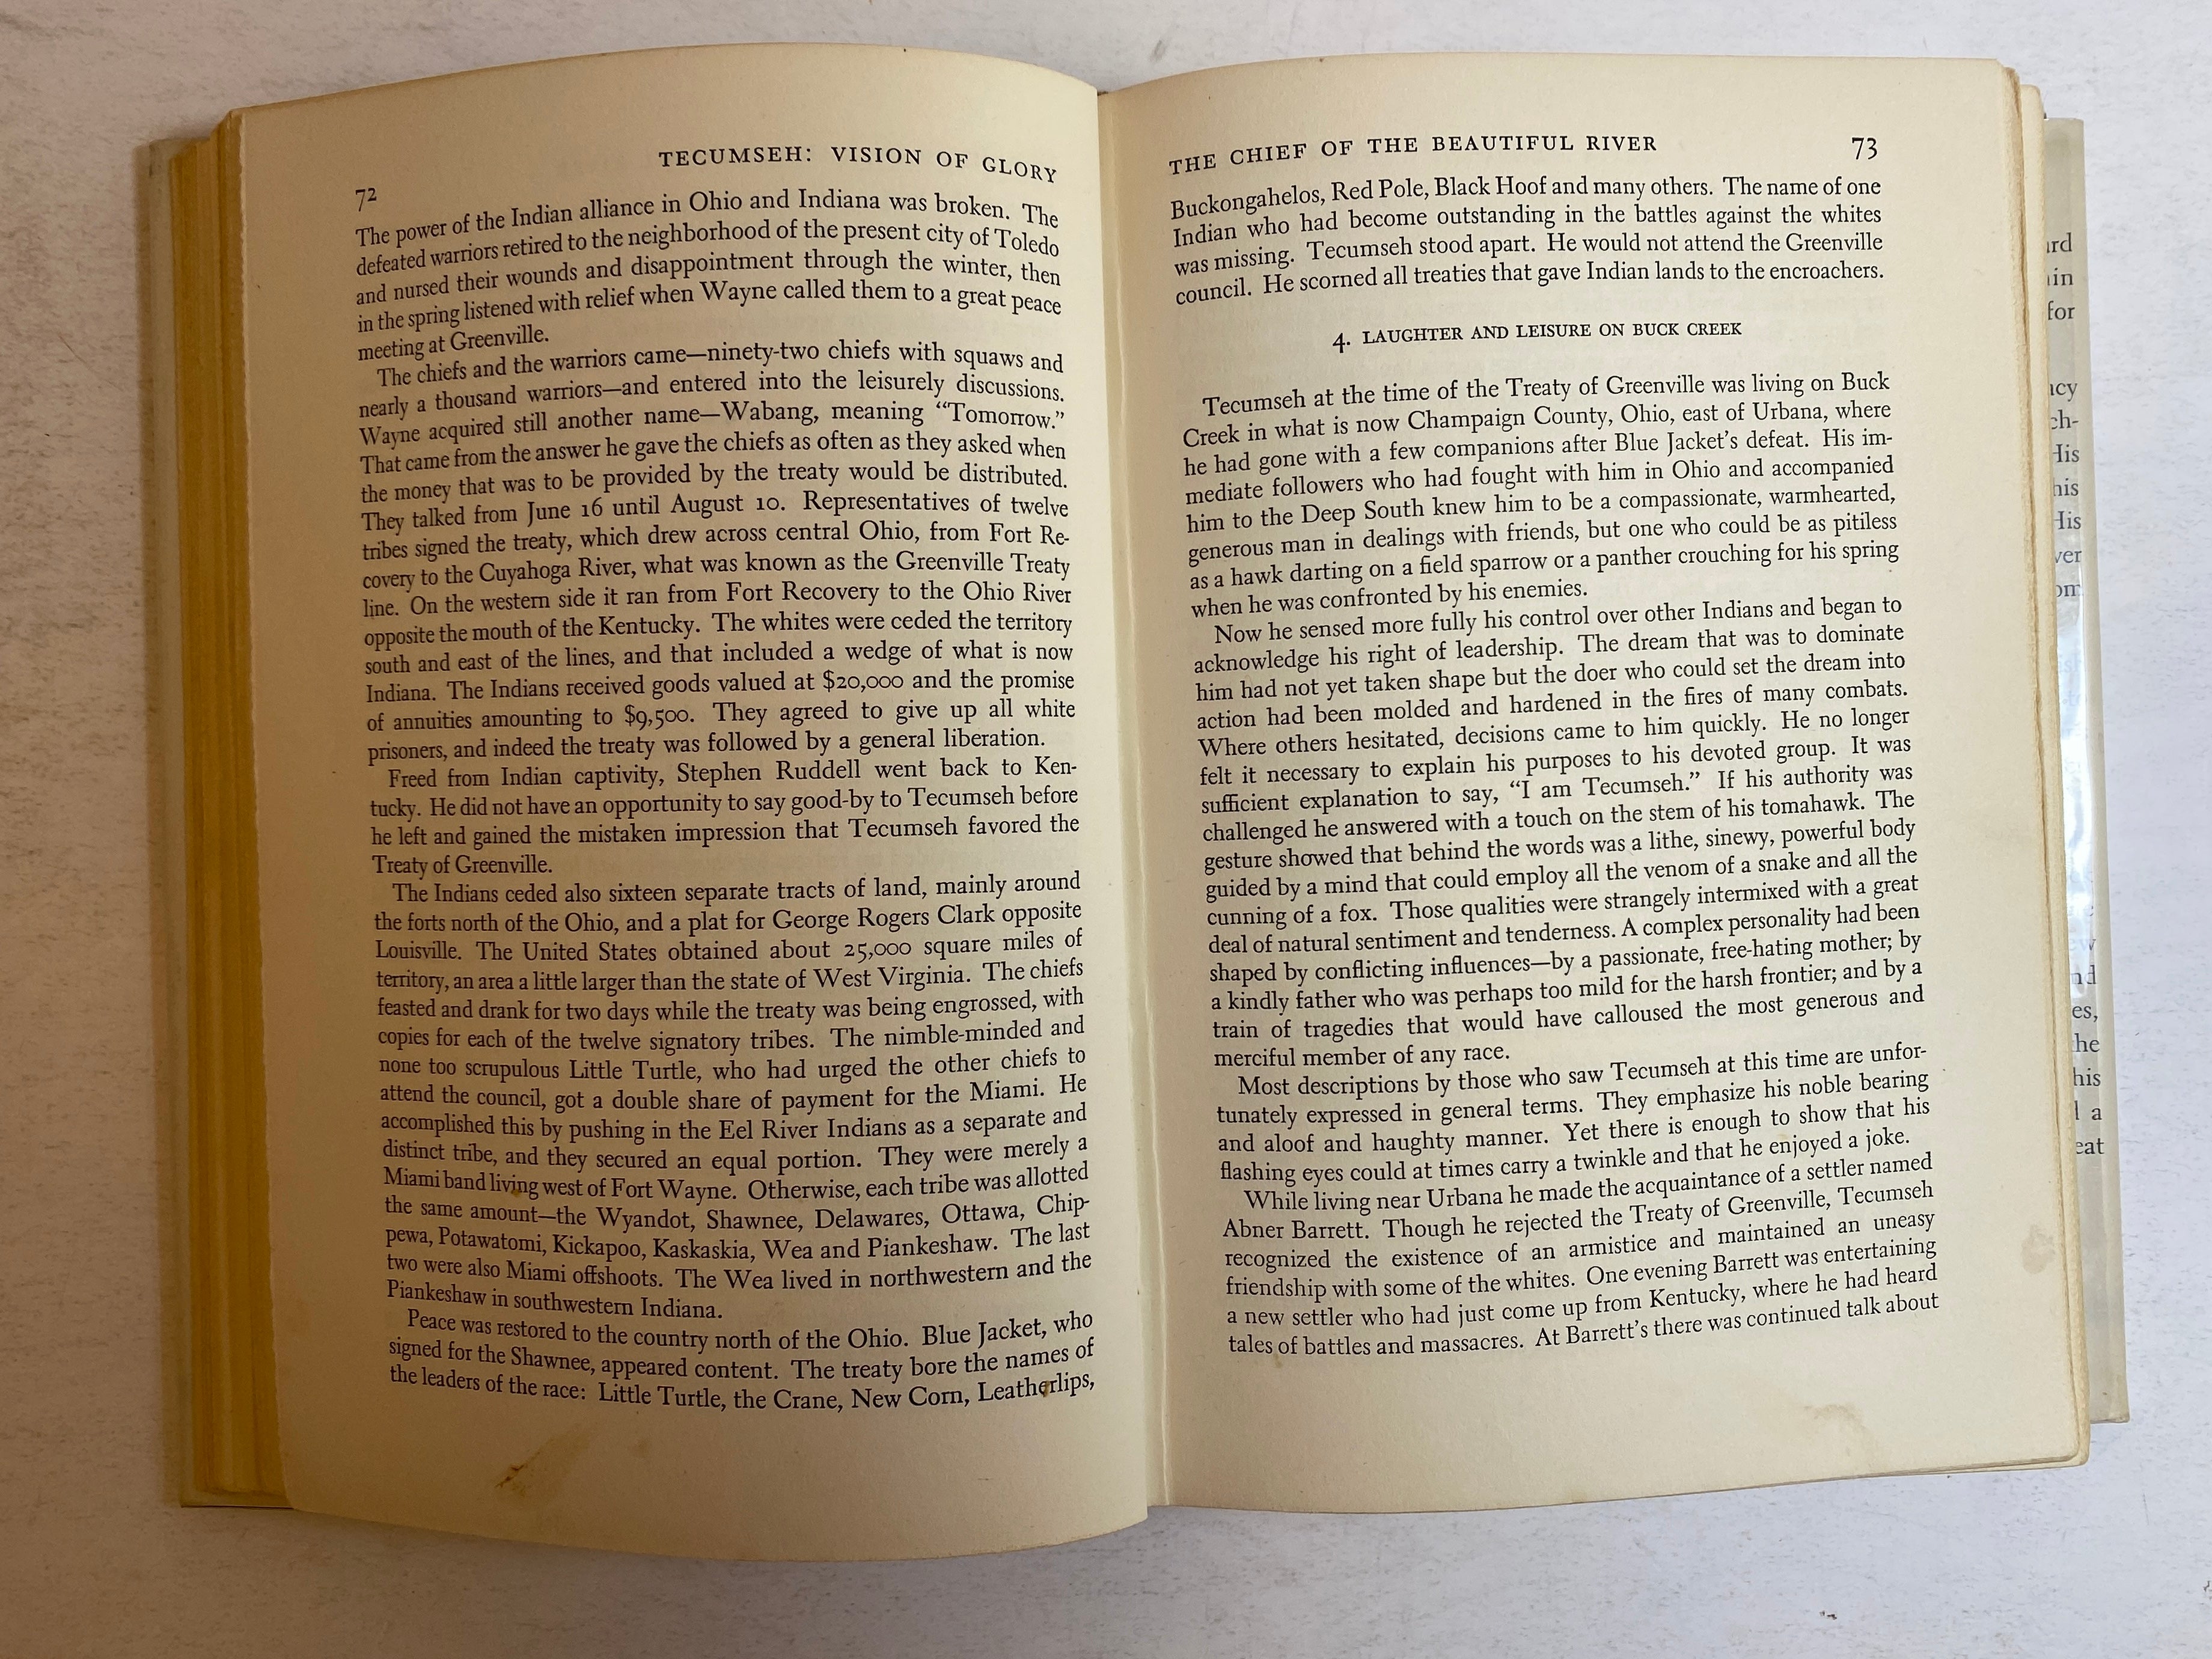 TECUMSEH: VISION OF GLORY
72
The power of the Indian alliance in Ohio and Indiana was broken. The
defeated warriors retired to the neighborhood of the present city of Toledo
and nursed their wounds and disappointment through the winter, then
in the spring listened with relief when Wayne called them to a great peace
meeting at Greenville.
The chiefs and the warriors came—ninety-two chiefs with squaws and
nearly a thousand warriors—and entered into the leisurely discussions.
Wayne acquired still another name—Wabang, meaning “Tomorrow.”
That came from the answer he gave the chiefs as often as they asked when
the money that was to be provided by the treaty would be distributed.
They talked from June 16 until August 10. Representatives of twelve
tribes signed the treaty, which drew across central Ohio, from Fort Re-
covery to the Cuyahoga River, what was known as the Greenville Treaty
line. On the western side it ran from Fort Recovery to the Ohio River
opposite the mouth of the Kentucky. The whites were ceded the territory
south and east of the lines, and that included a wedge of what is now
Indiana. The Indians received goods valued at $20,000 and the promise
of annuities amounting to $9,500. They agreed to give up all white
prisoners, and indeed the treaty was followed by a general liberation.
Freed from Indian captivity, Stephen Ruddell went back to Ken-
tucky. He did not have an opportunity to say good-by to Tecumseh before
he left and gained the mistaken impression that Tecumseh favored the
Treaty of Greenville.
The Indians ceded also sixteen separate tracts of land, mainly around
the forts north of the Ohio, and a plat for George Rogers Clark opposite
Louisville. The United States obtained about 25,000 square miles of
territory, an area a little larger than the state of West Virginia. The chiefs
feasted and drank for two days while the treaty was being engrossed, with
copies for each of the twelve signatory tribes. The nimble-minded and
none too scrupulous Little Turtle, who had urged the other chiefs to
attend the council, got a double share of payment for the Miami. He
accomplished this by pushing in the Eel River Indians as a separate and
distinct tribe, and they secured an equal portion. They were merely a
Miami band living west of Fort Wayne. Otherwise, each tribe was allotted
the same amount—the Wyandot, Shawnee, Delawares, Ottawa, Chip-
pewa, Potawatomi, Kickapoo, Kaskaskia, Wea and Piankeshaw. The last
two were also Miami offshoots. The Wea lived in northwestern and the
Piankeshaw in southwestern Indiana.
Peace was restored to the country north of the Ohio. Blue Jacket, who
signed for the Shawnee, appeared content. The treaty bore the names of
the leaders of the race: Little Turtle, the Crane, New Corn, Leatherlips,
THE CHIEF OF THE BEAUTIFUL RIVER 73
Buckongahelos, Red Pole, Black Hoof and many others. The name of one
Indian who had become outstanding in the battles against the whites
was missing. Tecumseh stood apart. He would not attend the Greenville
council. He scorned all treaties that gave Indian lands to the encroachers.
4. LAUGHTER AND LEISURE ON BUCK CREEK
Tecumseh at the time of the Treaty of Greenville was living on Buck
Creek in what is now Champaign County, Ohio, east of Urbana, where
he had gone with a few companions after Blue Jacket’s defeat. His im-
mediate followers who had fought with him in Ohio and accompanied
him to the Deep South knew him to be a compassionate, warmhearted,
generous man in dealings with friends, but one who could be as pitiless
as a hawk darting on a field sparrow or a panther crouching for his spring
when he was confronted by his enemies.
Now he sensed more fully his control over other Indians and began to
acknowledge his right of leadership. The dream that was to dominate
him had not yet taken shape but the doer who could set the dream into
action had been molded and hardened in the fires of many combats.
Where others hesitated, decisions came to him quickly. He no longer
felt it necessary to explain his purposes to his devoted group. It was
sufficient explanation to say, “I am Tecumseh.” If his authority was
challenged he answered with a touch on the stem of his tomahawk. The
gesture showed that behind the words was a lithe, sinewy, powerful body
guided by a mind that could employ all the venom of a snake and all the
cunning of a fox. Those qualities were strangely intermixed with a great
deal of natural sentiment and tenderness. A complex personality had been
shaped by conflicting influences—by a passionate, free-hating mother; by
a kindly father who was perhaps too mild for the harsh frontier; and by a
train of tragedies that would have calloused the most generous and
merciful member of any race.
Most descriptions by those who saw Tecumseh at this time are unfor-
tunately expressed in general terms. They emphasize his noble bearing
and aloof and haughty manner. Yet there is enough to show that his
flashing eyes could at times carry a twinkle and that he enjoyed a joke.
While living near Urbana he made the acquaintance of a settler named
Abner Barrett. Though he rejected the Treaty of Greenville, Tecumseh
recognized the existence of an armistice and maintained an uneasy
friendship with some of the whites. One evening Barrett was entertaining
a new settler who had just come up from Kentucky, where he had heard
tales of battles and massacres. At Barrett’s there was continued talk about